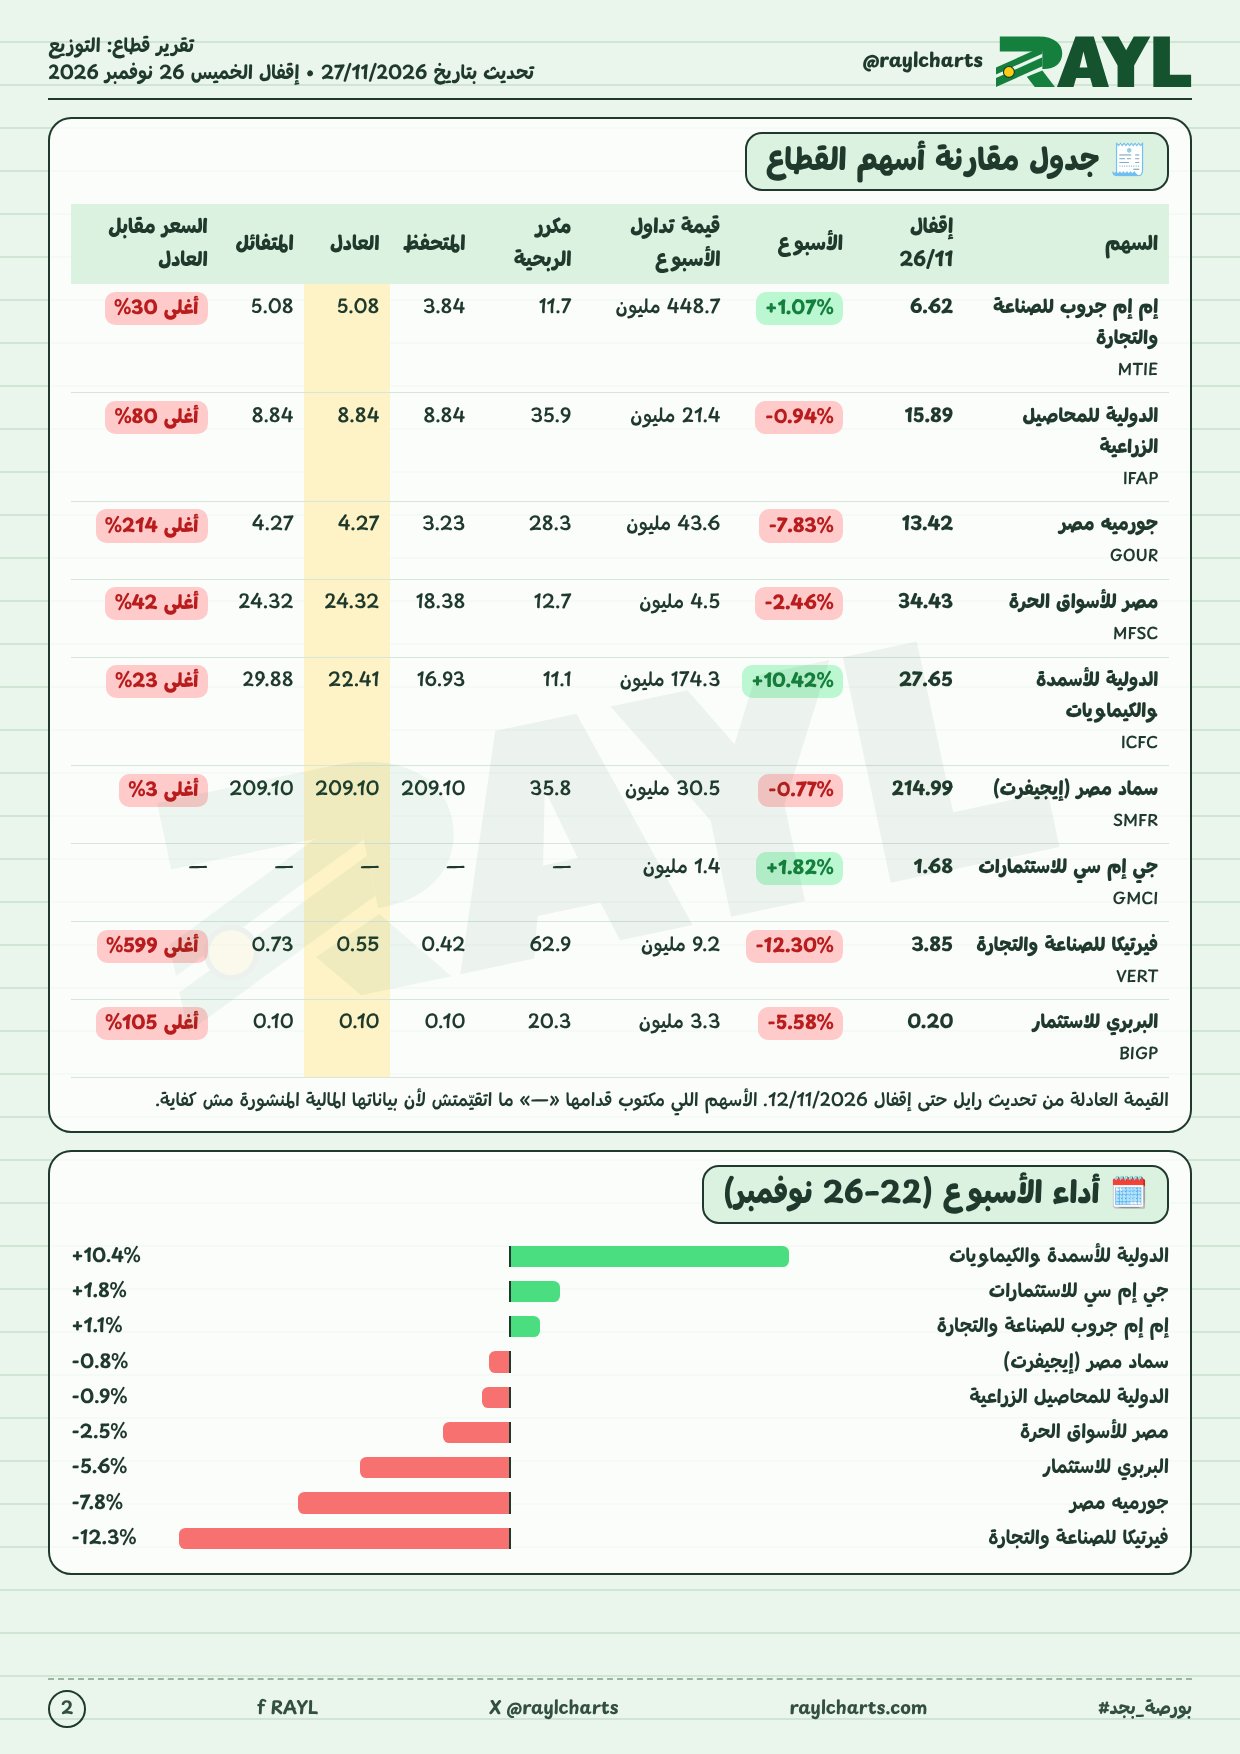 RAYL @raylcharts
تقرير قطاع: التوزيع
تحديث بتاريخ 27/11/2026 • إقفال الخميس 26 نوفمبر 2026
جدول مقارنة أسهم القطاع
السهم إقفال 26/11 الأسبوع قيمة تداول الأسبوع مكرر الربحية المتحفظ العادل المتفائل السعر مقابل العادل
إم إم جروب للصناعة والتجارة MTIE 6.62 +1.07% 448.7 مليون 11.7 3.84 5.08 5.08 أغلى 30%
الدولية للمحاصيل الزراعية IFAP 15.89 -0.94% 21.4 مليون 35.9 8.84 8.84 8.84 أغلى 80%
جورميه مصر GOUR 13.42 -7.83% 43.6 مليون 28.3 3.23 4.27 4.27 أغلى 214%
مصر للأسواق الحرة MFSC 34.43 -2.46% 4.5 مليون 12.7 18.38 24.32 24.32 أغلى 42%
الدولية للأسمدة والكيماويات ICFC 27.65 +10.42% 174.3 مليون 11.1 16.93 22.41 29.88 أغلى 23%
سماد مصر (إيجيفرت) SMFR 214.99 -0.77% 30.5 مليون 35.8 209.10 209.10 209.10 أغلى 3%
جي إم سي للاستثمارات GMCI 1.68 +1.82% 1.4 مليون — — — — —
فيرتيكا للصناعة والتجارة VERT 3.85 -12.30% 9.2 مليون 62.9 0.42 0.55 0.73 أغلى 599%
البربري للاستثمار BIGP 0.20 -5.58% 3.3 مليون 20.3 0.10 0.10 0.10 أغلى 105%
القيمة العادلة من تحديث رايل حتى إقفال 12/11/2026. الأسهم اللي مكتوب قدامها «—» ما اتقيّمتش لأن بياناتها المالية المنشورة مش كفاية.
أداء الأسبوع (22-26 نوفمبر)
الدولية للأسمدة والكيماويات +10.4%
جي إم سي للاستثمارات +1.8%
إم إم جروب للصناعة والتجارة +1.1%
سماد مصر (إيجيفرت) -0.8%
الدولية للمحاصيل الزراعية -0.9%
مصر للأسواق الحرة -2.5%
البربري للاستثمار -5.6%
جورميه مصر -7.8%
فيرتيكا للصناعة والتجارة -12.3%
#بورصة_بجد raylcharts.com X @raylcharts f RAYL 2